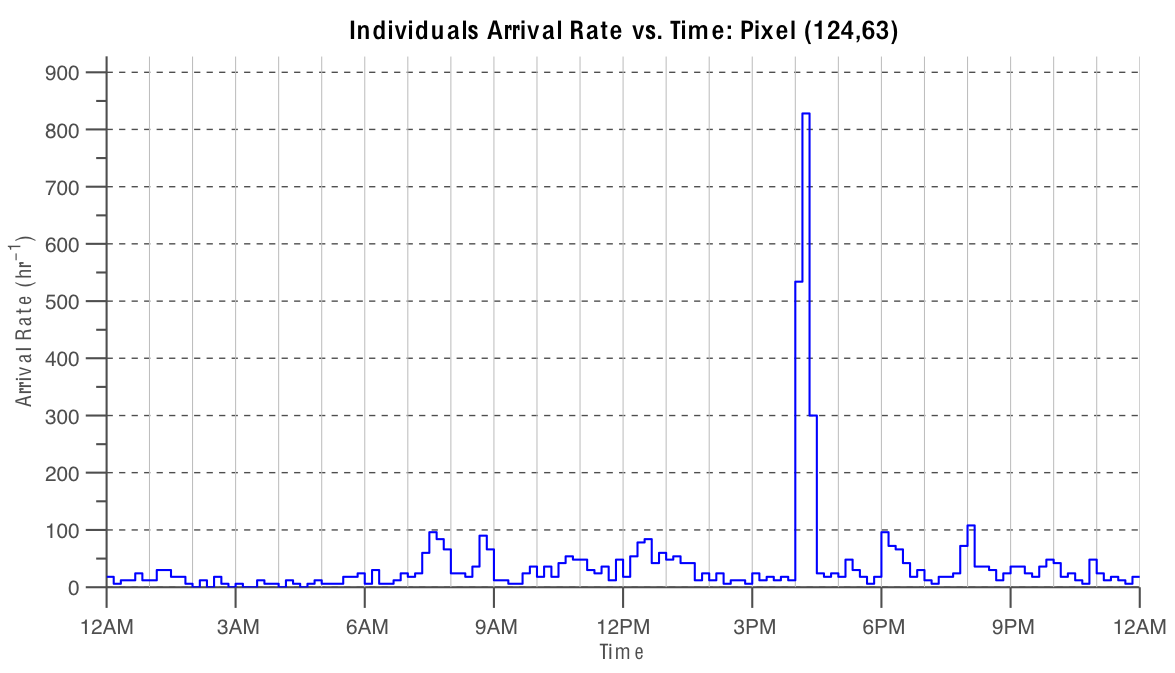 Individuals Arrival Rate vs. Time: Pixel (124,63)
900
800
700
600
500
400
300
200
100
0
Arrival Rate (hr⁻¹)
12AM 3AM 6AM 9AM 12PM 3PM 6PM 9PM 12AM
Time